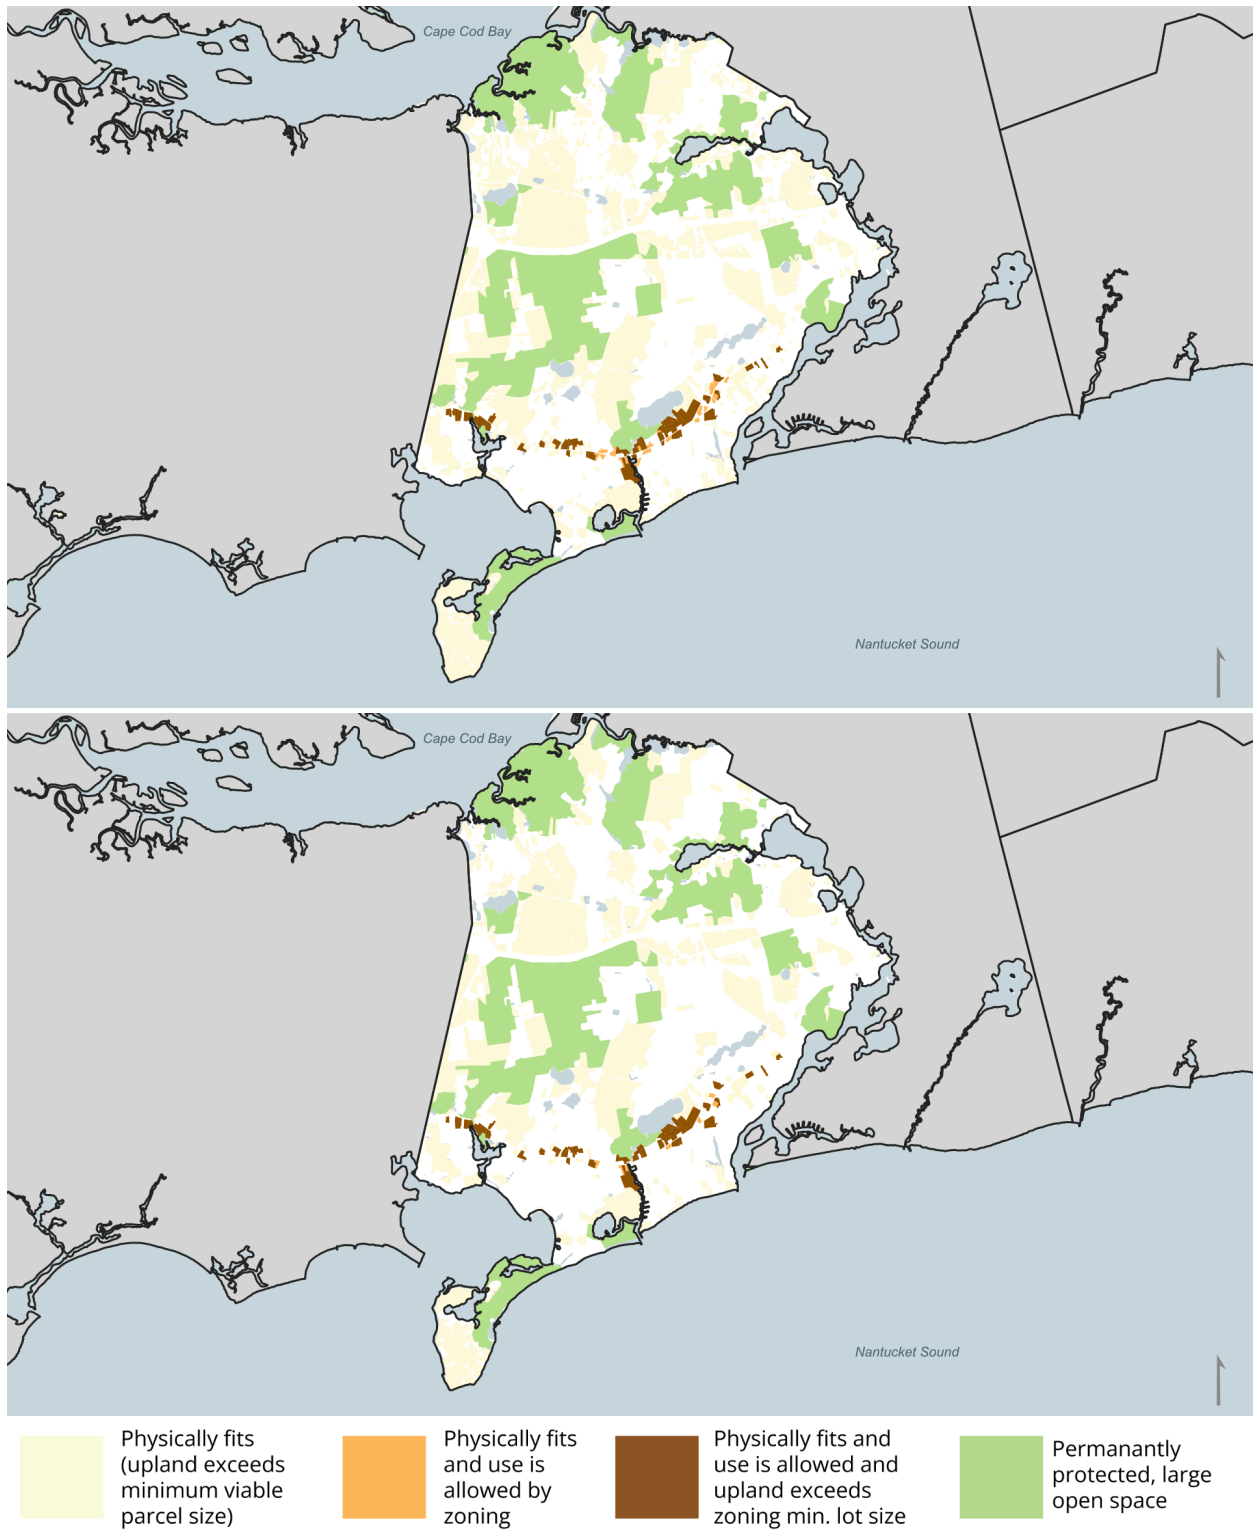 Cape Cod Bay
Nantucket Sound
Cape Cod Bay
Nantucket Sound
Physically fits
(upland exceeds
minimum viable
parcel size)
Physically fits
and use is
allowed by
zoning
Physically fits and
use is allowed and
upland exceeds
zoning min. lot size
Permanantly
protected, large
open space